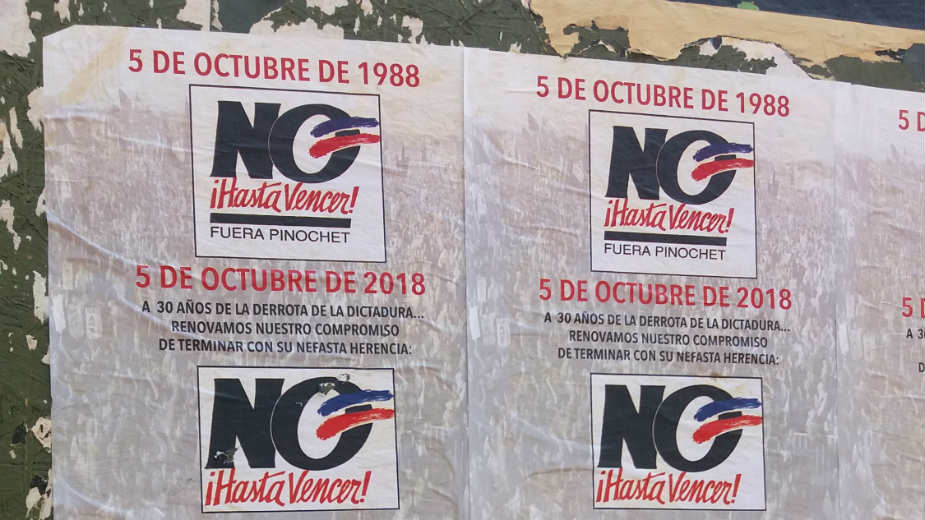 5 DE OCTUBRE DE 1988
NO
¡Hasta Vencer!
FUERA PINOCHET
5 DE OCTUBRE DE 2018
A 30 AÑOS DE LA DERROTA DE LA DICTADURA...
RENOVAMOS NUESTRO COMPROMISO
DE TERMINAR CON SU NEFASTA HERENCIA:
NO
¡Hasta Vencer!
5 DE OCTUBRE DE 1988
NO
¡Hasta Vencer!
FUERA PINOCHET
5 DE OCTUBRE DE 2018
A 30 AÑOS DE LA DERROTA DE LA DICTADURA...
RENOVAMOS NUESTRO COMPROMISO
DE TERMINAR CON SU NEFASTA HERENCIA:
NO
¡Hasta Vencer!
5
5
A 30